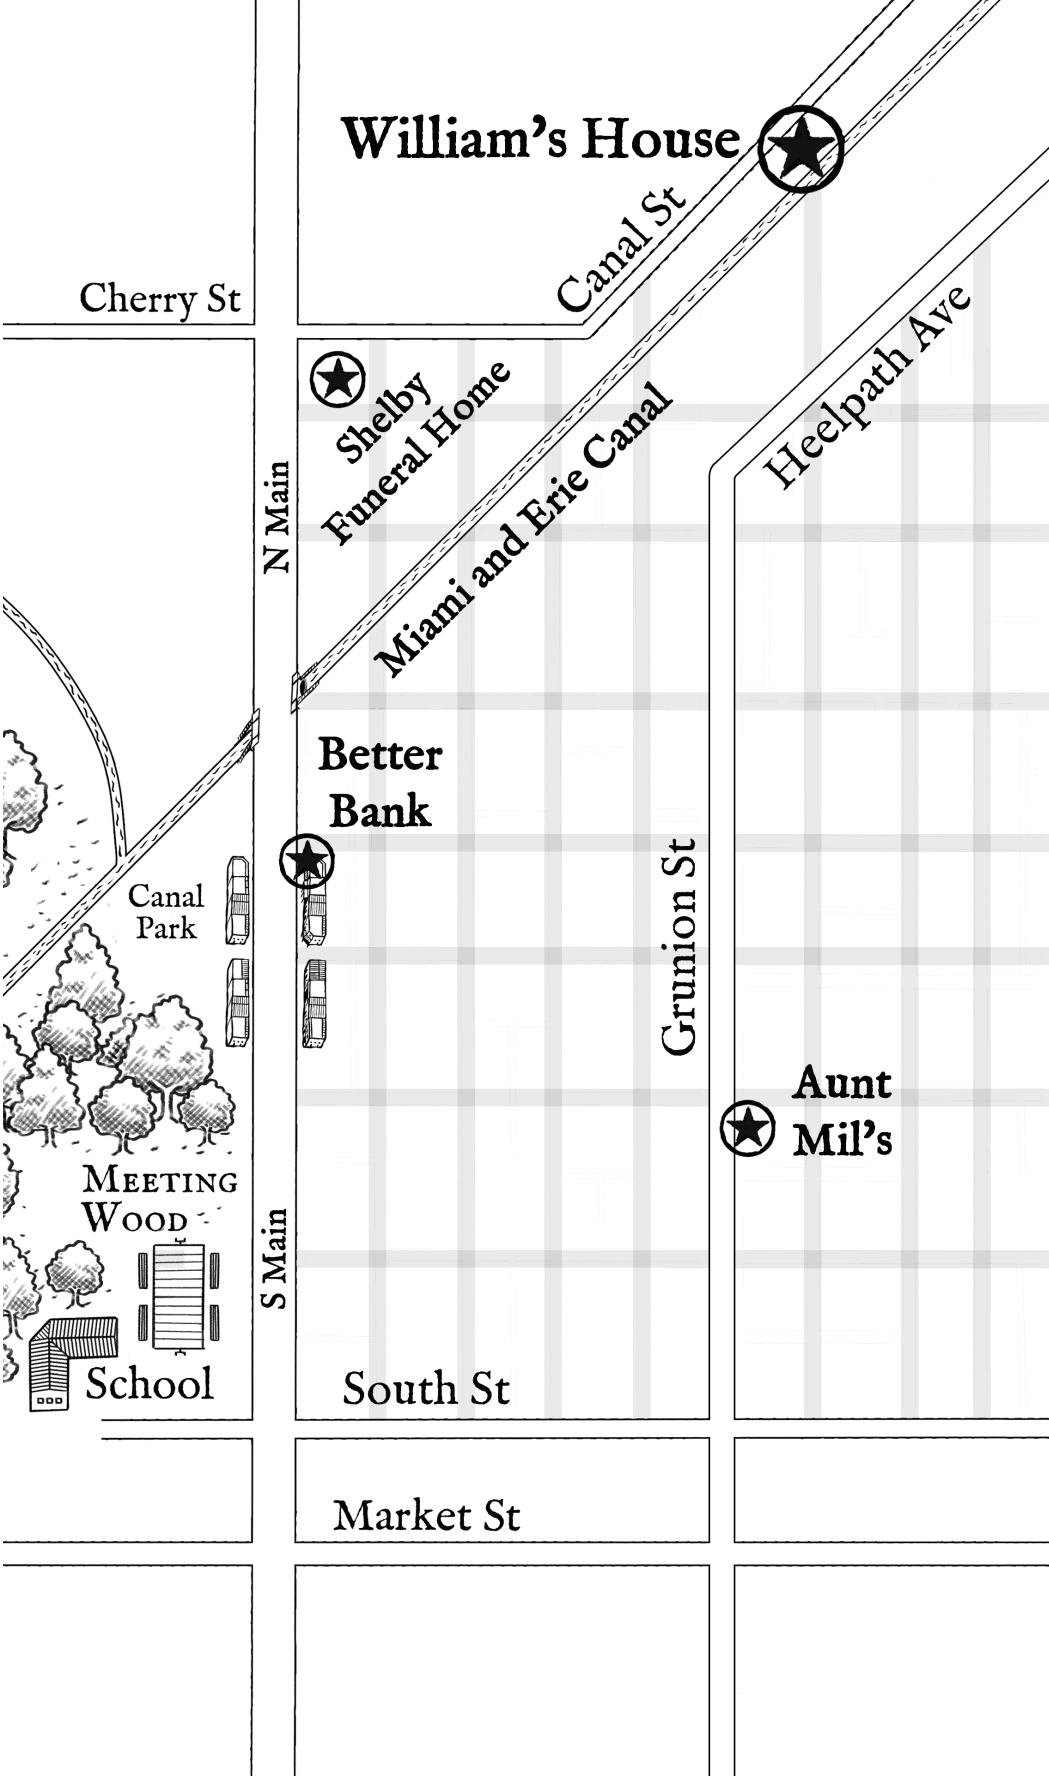 William's House
Canal St
Cherry St
Shelby
Funeral Home
Heelpath Ave
N Main
Miami and Erie Canal
Better
Bank
Canal
Park
Grunion St
Aunt
Mil's
MEETING
WOOD
S Main
School
South St
Market St